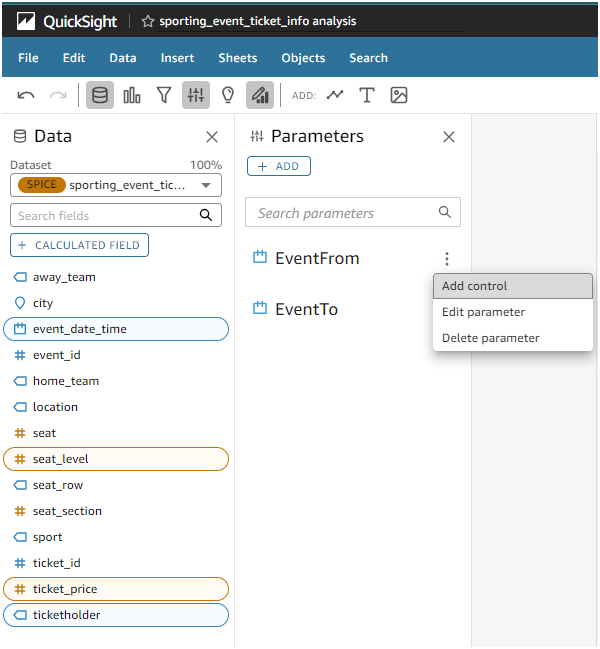 QuickSight
sporting_event_ticket_info analysis
File Edit Data Insert Sheets Objects Search
ADD:
Data
Dataset 100%
SPICE sporting_event_tic...
Search fields
+ CALCULATED FIELD
away_team
city
event_date_time
event_id
home_team
location
seat
seat_level
seat_row
seat_section
sport
ticket_id
ticket_price
ticketholder
Parameters
+ ADD
Search parameters
EventFrom
EventTo
Add control
Edit parameter
Delete parameter